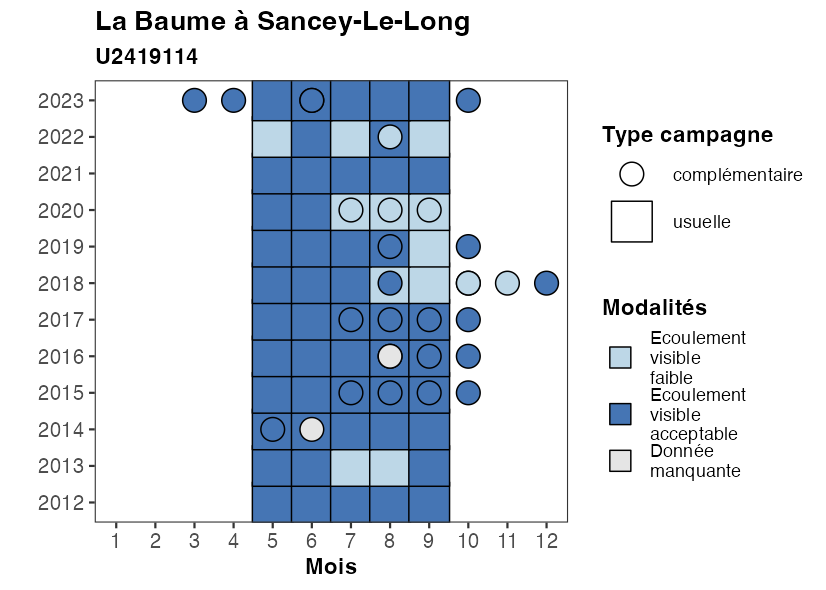 La Baume à Sancey-Le-Long
U2419114
2023
2022
2021
2020
2019
2018
2017
2016
2015
2014
2013
2012
1 2 3 4 5 6 7 8 9 10 11 12
Mois
Type campagne
complémentaire
usuelle
Modalités
Ecoulement
visible
faible
Ecoulement
visible
acceptable
Donnée
manquante